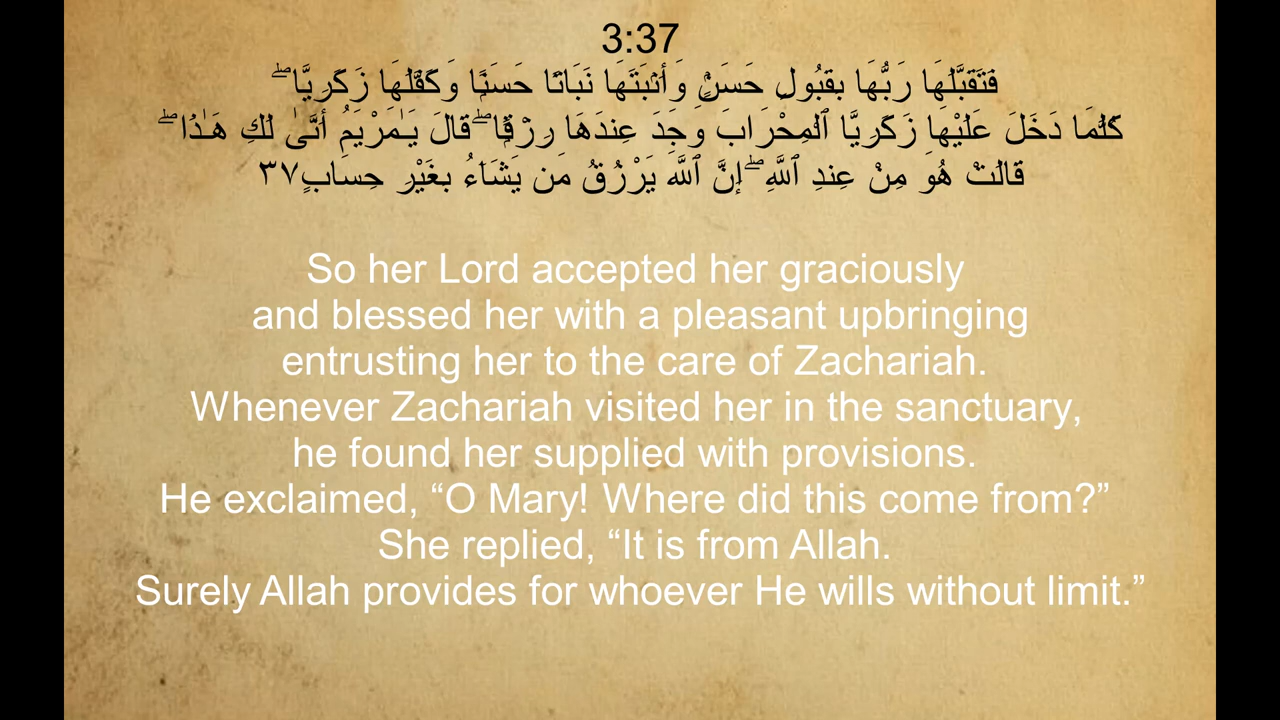 3:37
فَتَقَبَّلَهَا رَبُّهَا بِقَبُولٍ حَسَنٍۢ وَأَنۢبَتَهَا نَبَاتًا حَسَنًۭا وَكَفَّلَهَا زَكَرِيَّا ۖ
كُلَّمَا دَخَلَ عَلَيْهَا زَكَرِيَّا ٱلْمِحْرَابَ وَجَدَ عِندَهَا رِزْقًۭا ۖ قَالَ يَـٰمَرْيَمُ أَنَّىٰ لَكِ هَـٰذَا ۖ
قَالَتْ هُوَ مِنْ عِندِ ٱللَّهِ ۖ إِنَّ ٱللَّهَ يَرْزُقُ مَن يَشَآءُ بِغَيْرِ حِسَابٍ ٣٧
So her Lord accepted her graciously
and blessed her with a pleasant upbringing
entrusting her to the care of Zachariah.
Whenever Zachariah visited her in the sanctuary,
he found her supplied with provisions.
He exclaimed, “O Mary! Where did this come from?”
She replied, “It is from Allah.
Surely Allah provides for whoever He wills without limit.”